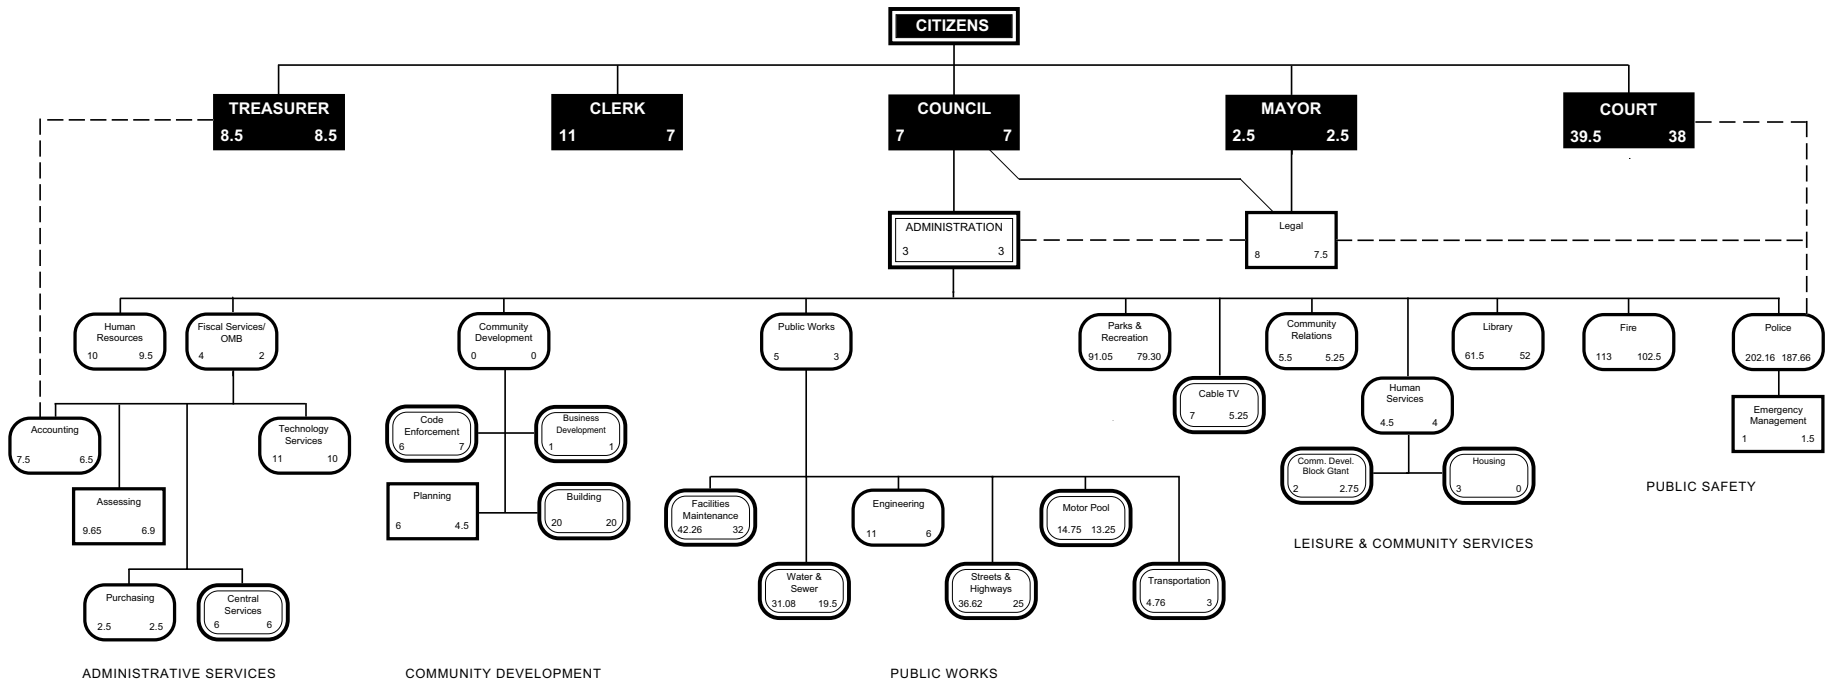 CITIZENS
TREASURER
8.5 8.5
CLERK
11 7
COUNCIL
7 7
MAYOR
2.5 2.5
COURT
39.5 38
ADMINISTRATION
3 3
Legal
8 7.5
Human
Resources
10 9.5
Fiscal Services/
OMB
4 2
Community
Development
0 0
Public Works
5 3
Parks &
Recreation
91.05 79.30
Community
Relations
5.5 5.25
Library
61.5 52
Fire
113 102.5
Police
202.16 187.66
Cable TV
7 5.25
Human
Services
4.5 4
Emergency
Management
1 1.5
Accounting
7.5 6.5
Technology
Services
11 10
Code
Enforcement
6 7
Business
Development
1 1
Comm. Devel.
Block Gtant
2 2.75
Housing
3 0
PUBLIC SAFETY
Assessing
9.65 6.9
Planning
6 4.5
Building
20 20
Facilities
Maintenance
42.26 32
Engineering
11 6
Motor Pool
14.75 13.25
LEISURE & COMMUNITY SERVICES
Water &
Sewer
31.08 19.5
Streets &
Highways
36.62 25
Transportation
4.76 3
Purchasing
2.5 2.5
Central
Services
6 6
ADMINISTRATIVE SERVICES
COMMUNITY DEVELOPMENT
PUBLIC WORKS